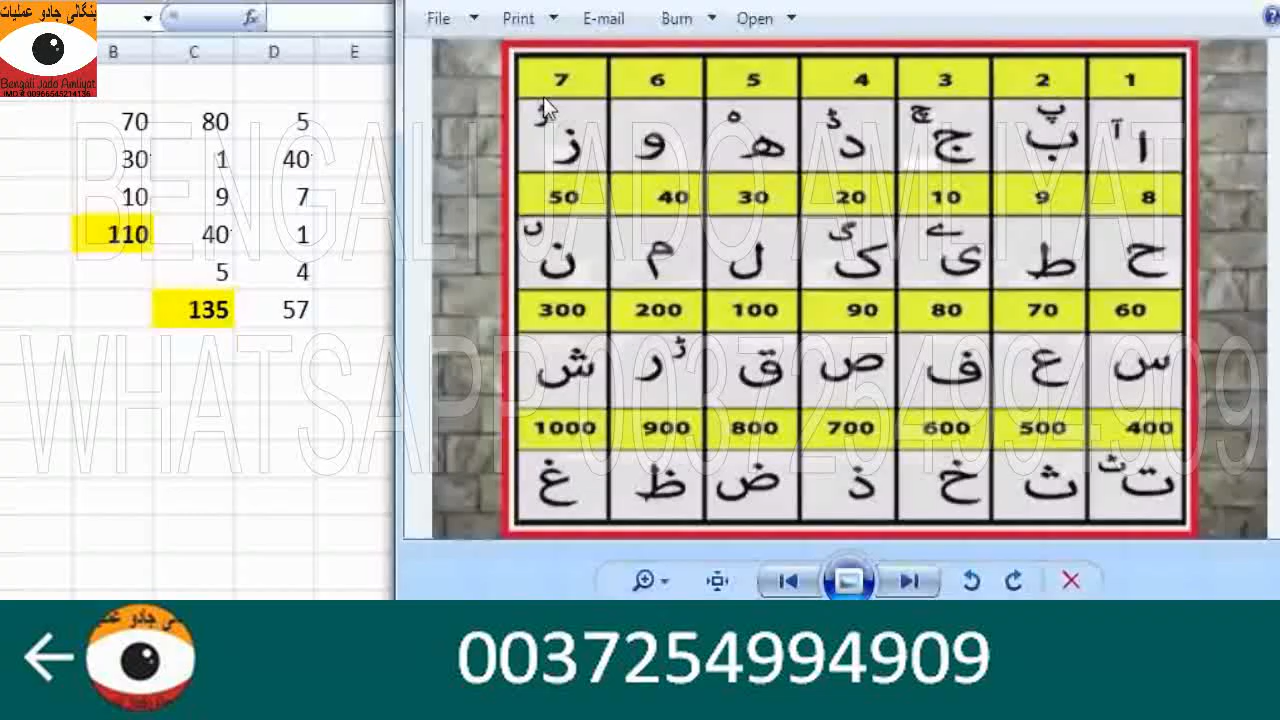 بنگالی جادو عملیات
Bengali Jado Amliyat
IMO # 00966545214136
fx
File Print E-mail Burn Open
B C D E
70 80 5
30 1 40
10 9 7
110 40 1
5 4
135 57
7 6 5 4 3 2 1
ا آ ب پ ج چ د ڈ ھ ہ و ز ژ
50 40 30 20 10 9 8
ح ط ی ے ک گ ل م ن ں
300 200 100 90 80 70 60
س ع ف ص ق ر ڑ ش
1000 900 800 700 600 500 400
ت ٹ ث خ ذ ض ظ غ
BENGALI JADO AMLIYAT
WHATSAPP 0037254994909
0037254994909